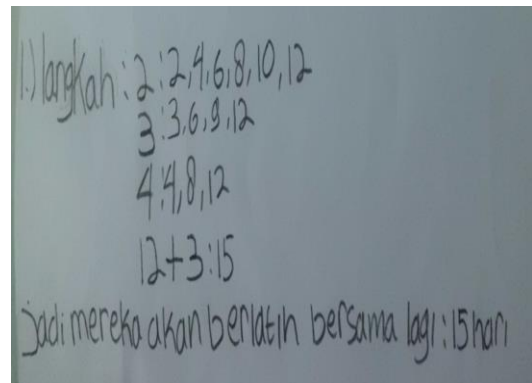 1.) langkah : 2 : 2,4,6,8,10,12
3 : 3,6,9,12
4 : 4,8,12
12+3 : 15
Jadi mereka akan berlatih bersama lagi : 15 hari